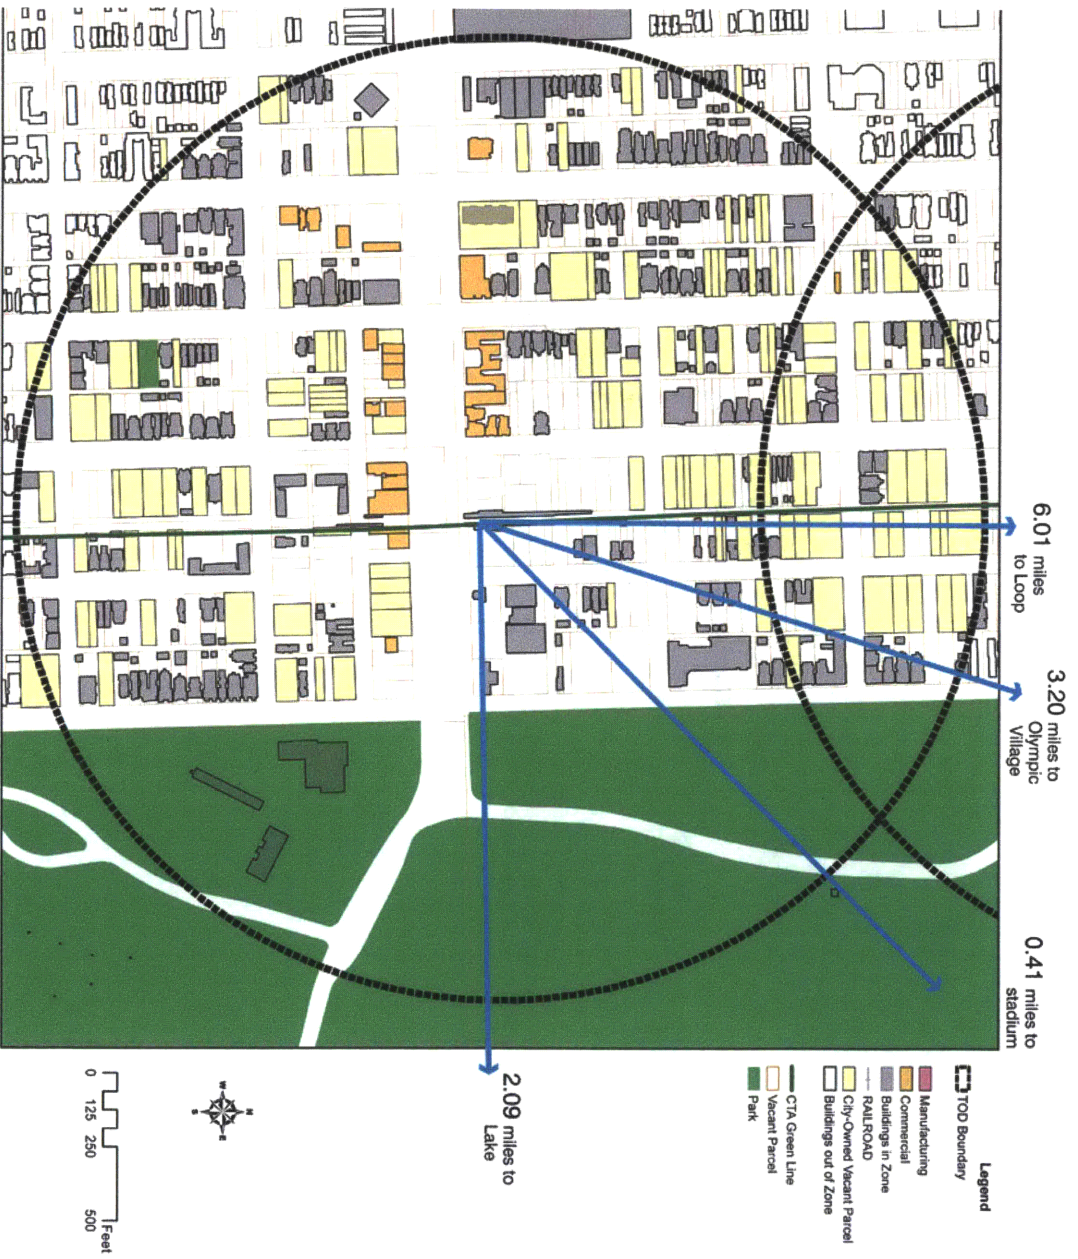 6.01 miles
to Loop
3.20 miles to
Olympic
Village
0.41 miles to
stadium
2.09 miles to
Lake
Legend
TOD Boundary
Manufacturing
Commercial
Buildings in Zone
RAILROAD
City-Owned Vacant Parcel
Buildings out of Zone
CTA Green Line
Vacant Parcel
Park
N
W
E
S
0 125 250 500
Feet